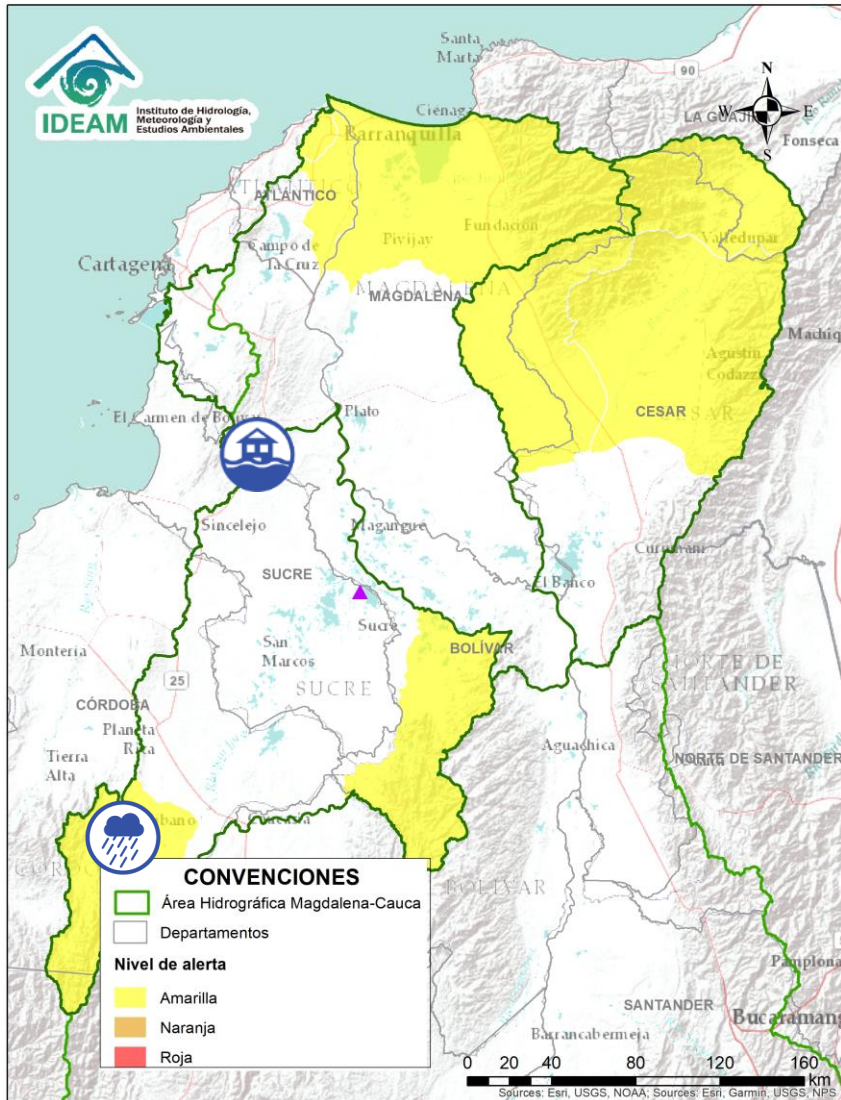 IDEAM
Instituto de Hidrología,
Meteorología y
Estudios Ambientales
Santa
Marta
90
N
W
E
S
Ciénaga
LA GUAJIRA
Fonseca
Barranquilla
ATLÁNTICO
ATLÁNTICO
Fundación
Pivijay
Valledupar
Campo de
La Cruz
Cartagena
MAGDALENA
MAGDALENA
Agustín
Codazzi
CESAR
CESAR
El Carmen de Bolívar
Plato
Sincelejo
Magangue
Curumaní
SUCRE
El Banco
Sucre
BOLÍVAR
Montería
San
Marcos
SUCRE
NORTE DE
SANTANDER
25
CÓRDOBA
Planeta
Rica
Aguachica
Tierra
Alta
NORTE DE SANTANDER
BOLÍVAR
CONVENCIONES
Área Hidrográfica Magdalena-Cauca
Departamentos
Nivel de alerta
Amarilla
Naranja
Roja
Pamplona
SANTANDER
Barrancabermeja
0 20 40 80 120 160
Km
Sources: Esri, USGS, NOAA; Sources: Esri, Garmin, USGS, NPS